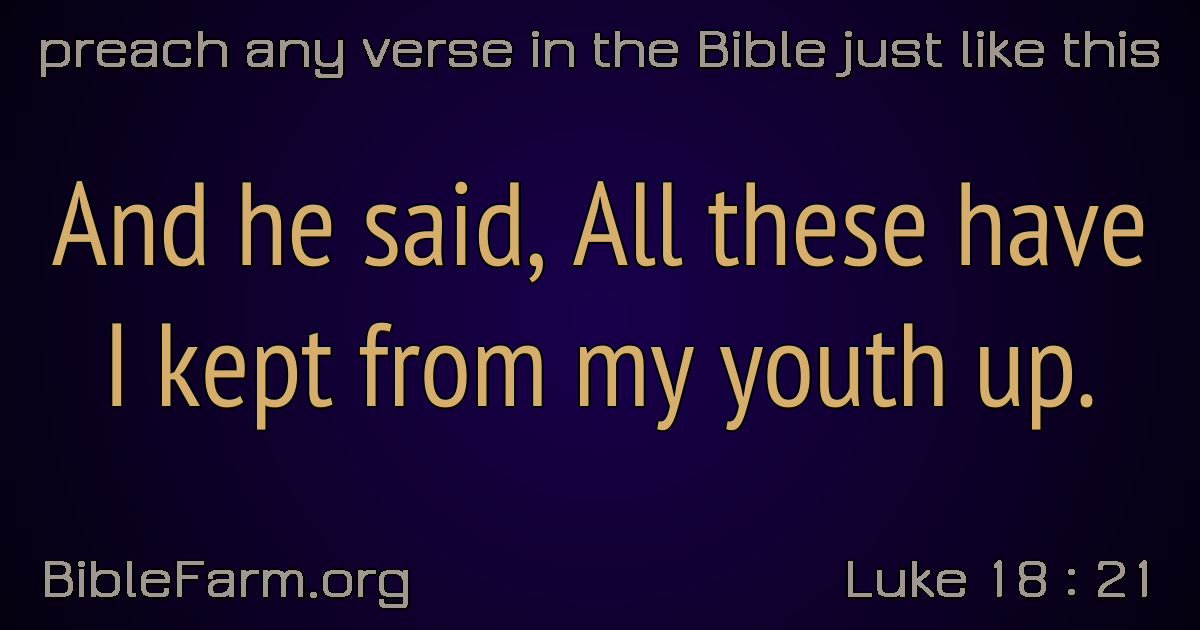 preach any verse in the Bible just like this
And he said, All these have
I kept from my youth up.
BibleFarm.org
Luke 18 : 21